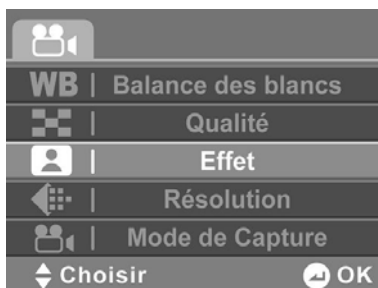 WB | Balance des blancs
Qualité
Effet
Résolution
Mode de Capture
Choisir OK